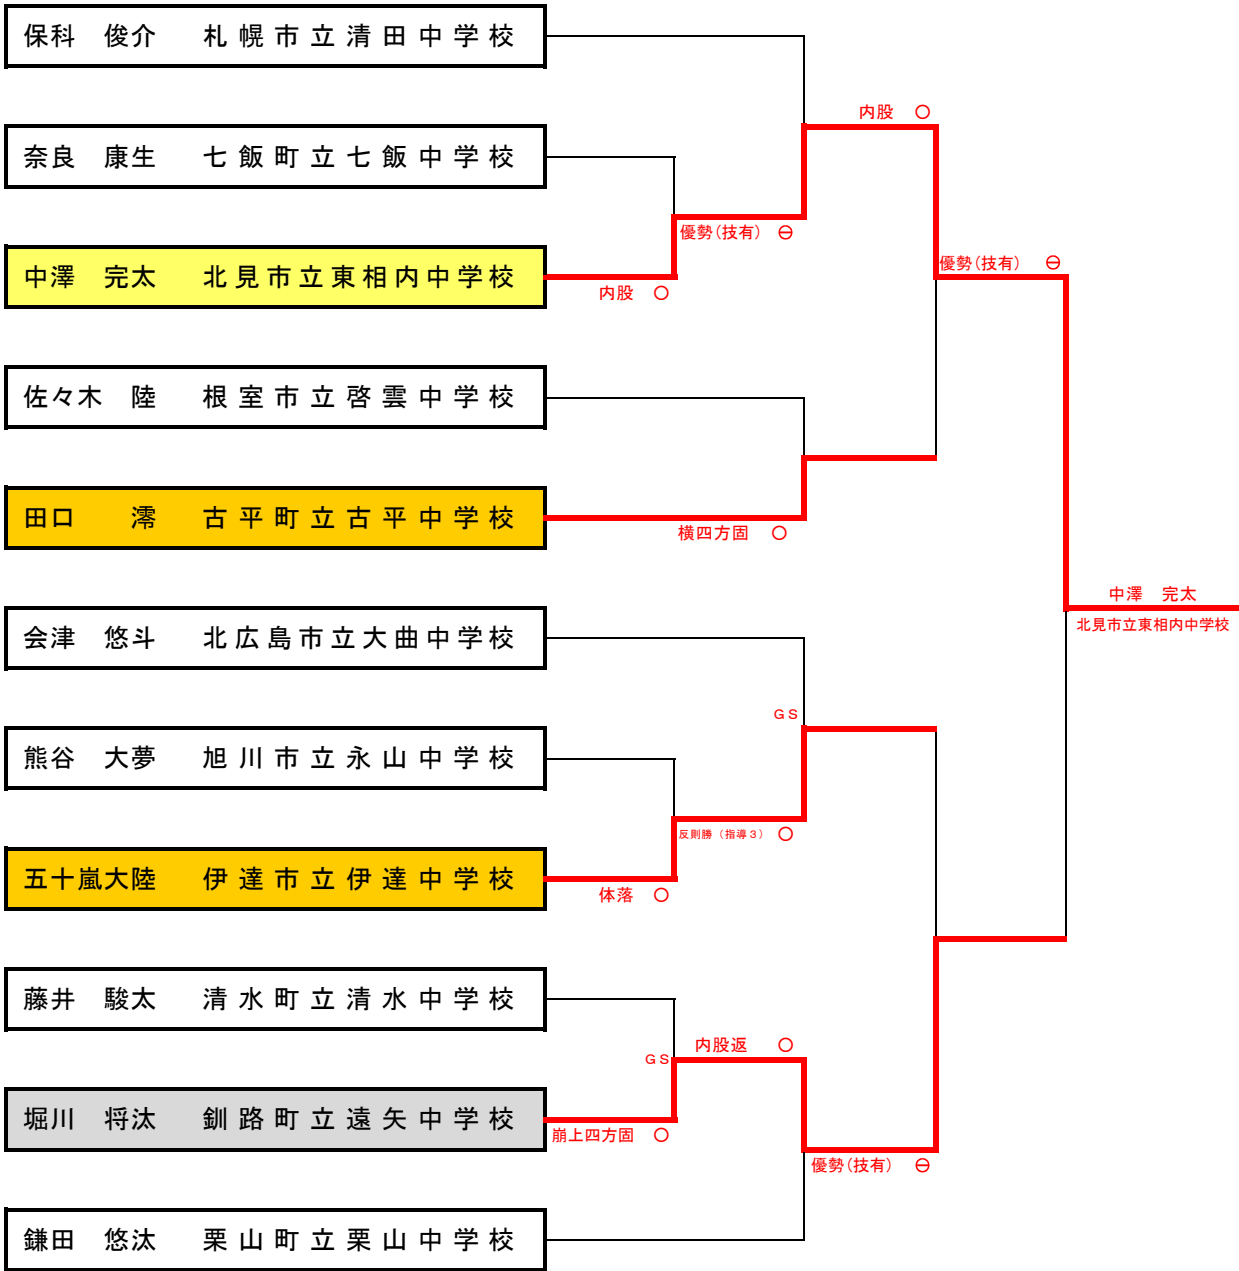 保科　俊介　札幌市立清田中学校
内股　○
奈良　康生　七飯町立七飯中学校
優勢(技有)　⊖
優勢(技有)　⊖
中澤　完太　北見市立東相内中学校
内股　○
佐々木　陸　根室市立啓雲中学校
田口　澪　古平町立古平中学校
横四方固　○
中澤　完太
北見市立東相内中学校
会津　悠斗　北広島市立大曲中学校
ＧＳ
熊谷　大夢　旭川市立永山中学校
反則勝（指導３）　○
五十嵐大陸　伊達市立伊達中学校
体落　○
藤井　駿太　清水町立清水中学校
内股返　○
ＧＳ
堀川　将汰　釧路町立遠矢中学校
崩上四方固　○
優勢(技有)　⊖
鎌田　悠汰　栗山町立栗山中学校